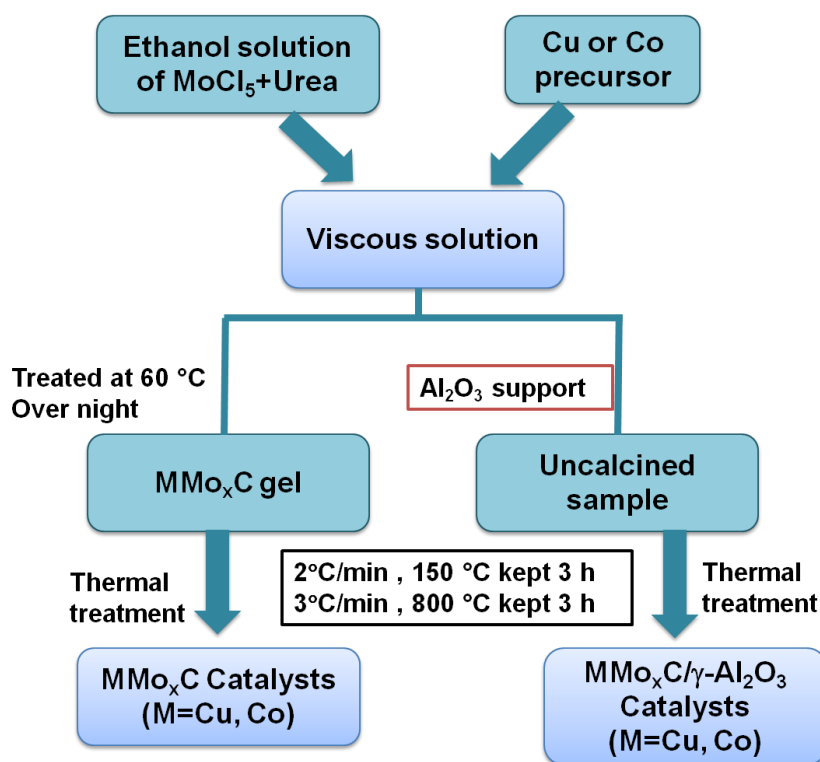 Ethanol solution
of MoCl₅+Urea
Cu or Co
precursor
Viscous solution
Treated at 60 °C
Over night
Al₂O₃ support
MMoₓC gel
Uncalcined
sample
Thermal
treatment
2°C/min , 150 °C kept 3 h
3°C/min , 800 °C kept 3 h
Thermal
treatment
MMoₓC Catalysts
(M=Cu, Co)
MMoₓC/γ-Al₂O₃
Catalysts
(M=Cu, Co)